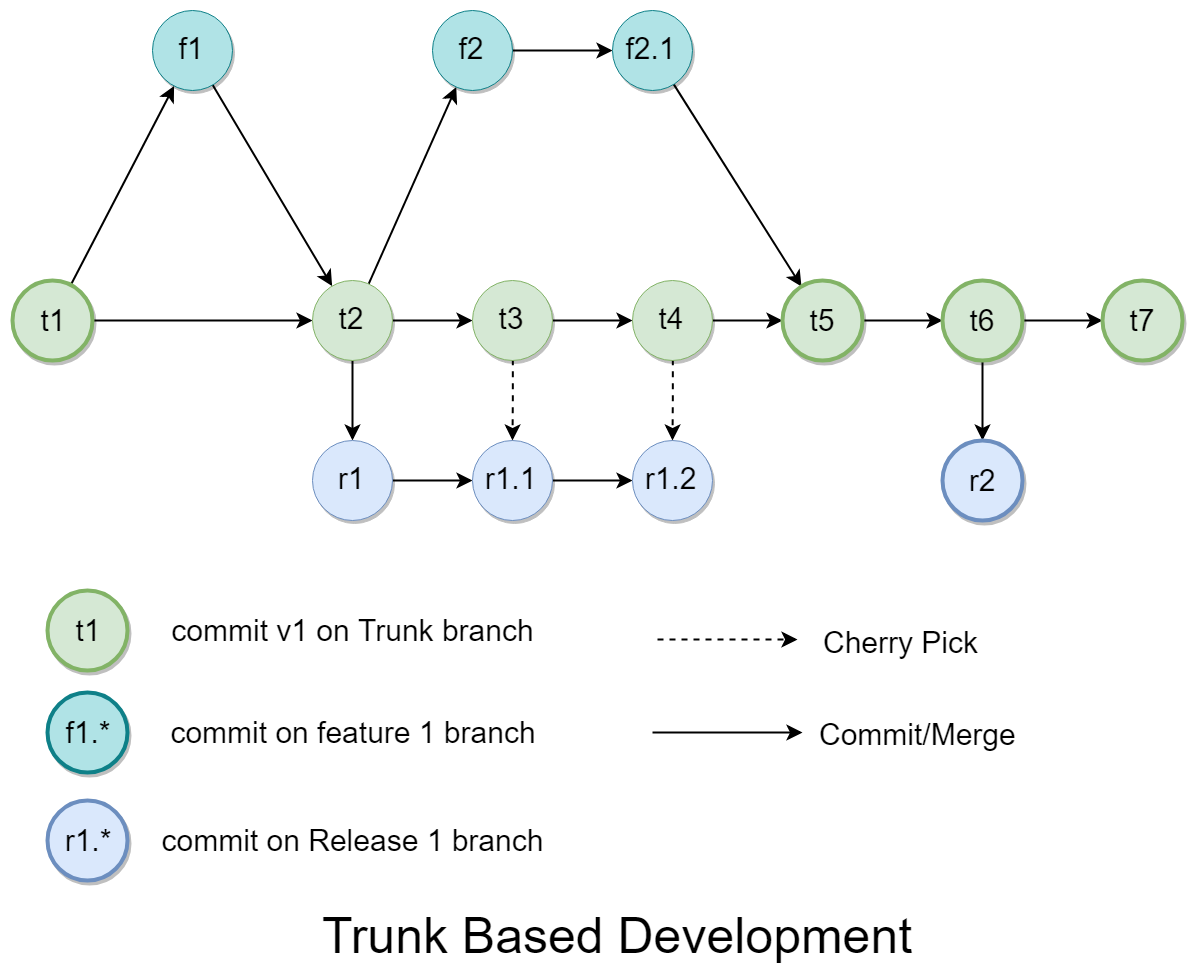 f1
f2
f2.1
t1
t2
t3
t4
t5
t6
t7
r1
r1.1
r1.2
r2
t1
commit v1 on Trunk branch
Cherry Pick
f1.*
commit on feature 1 branch
Commit/Merge
r1.*
commit on Release 1 branch
Trunk Based Development